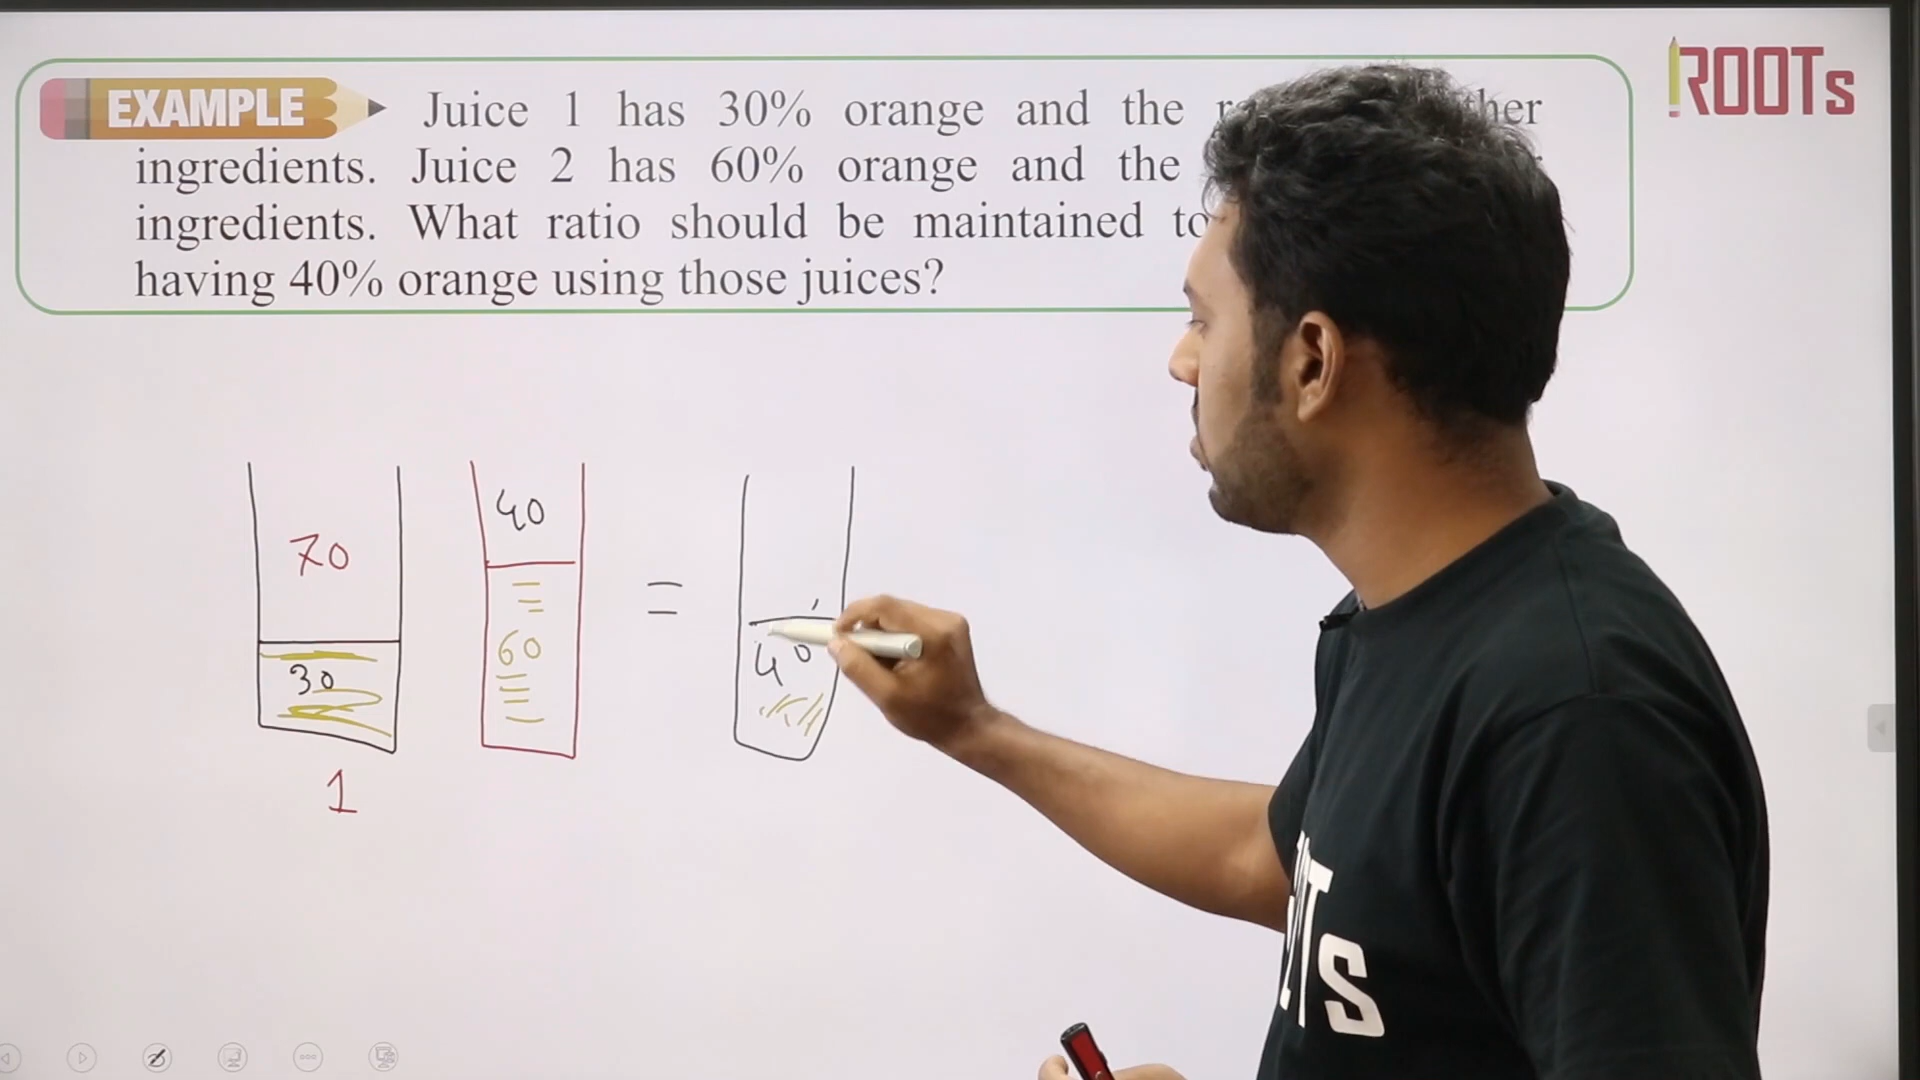 EXAMPLE Juice 1 has 30% orange and the
ingredients. Juice 2 has 60% orange and the
ingredients. What ratio should be maintained to
having 40% orange using those juices?
ROOTs
70
30
1
40
60
=
40